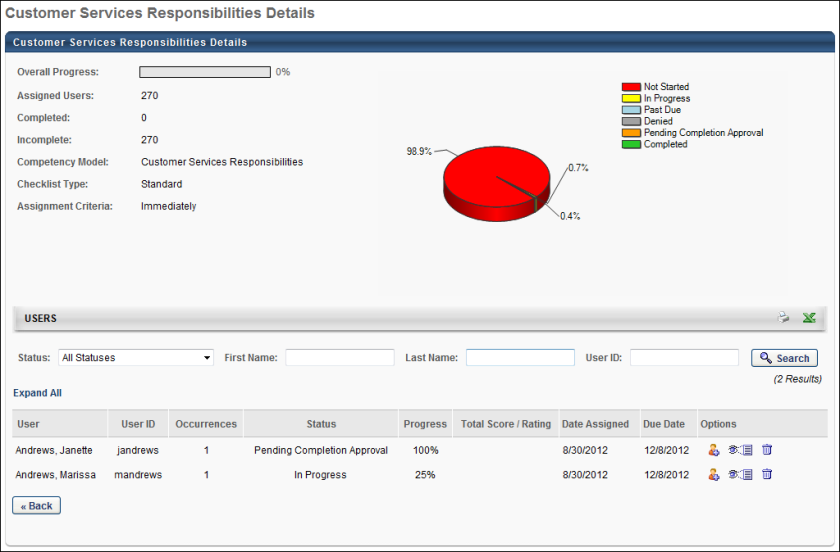 Customer Services Responsibilities Details
Customer Services Responsibilities Details
Overall Progress: 0%
Assigned Users: 270
Completed: 0
Incomplete: 270
Competency Model: Customer Services Responsibilities
Checklist Type: Standard
Assignment Criteria: Immediately
Not Started
In Progress
Past Due
Denied
Pending Completion Approval
Completed
98.9%
0.7%
0.4%
USERS
Status: All Statuses First Name: Last Name: User ID: Search
(2 Results)
Expand All
User User ID Occurrences Status Progress Total Score / Rating Date Assigned Due Date Options
Andrews, Janette jandrews 1 Pending Completion Approval 100% 8/30/2012 12/8/2012
Andrews, Marissa mandrews 1 In Progress 25% 8/30/2012 12/8/2012
« Back